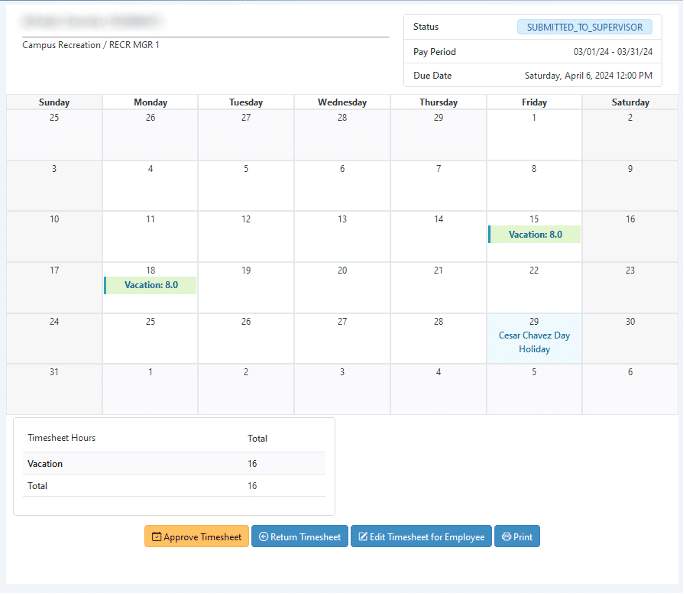 Campus Recreation / RECR MGR 1
Status SUBMITTED_TO_SUPERVISOR
Pay Period 03/01/24 - 03/31/24
Due Date Saturday, April 6, 2024 12:00 PM
Sunday Monday Tuesday Wednesday Thursday Friday Saturday
25 26 27 28 29 1 2
3 4 5 6 7 8 9
10 11 12 13 14 15 16
Vacation: 8.0
17 18 19 20 21 22 23
Vacation: 8.0
24 25 26 27 28 29 30
Cesar Chavez Day
Holiday
31 1 2 3 4 5 6
Timesheet Hours Total
Vacation 16
Total 16
Approve Timesheet Return Timesheet Edit Timesheet for Employee Print